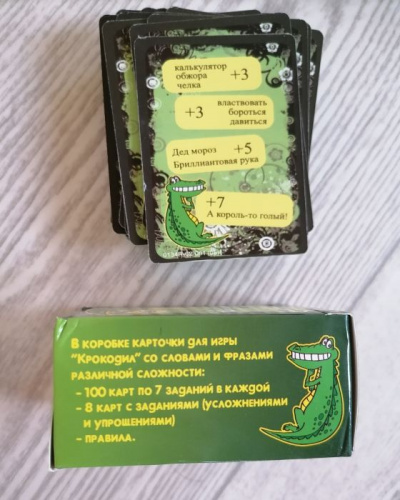 калькулятор
обжора
челка
+3
+3
властвовать
бороться
давиться
Дед мороз +5
Бриллиантовая рука
+7
А король-то голый!
В коробке карточки для игры
"Крокодил" со словами и фразами
различной сложности:
- 100 карт по 7 заданий в каждой
- 8 карт с заданиями (усложнениями
и упрощениями)
- правила.